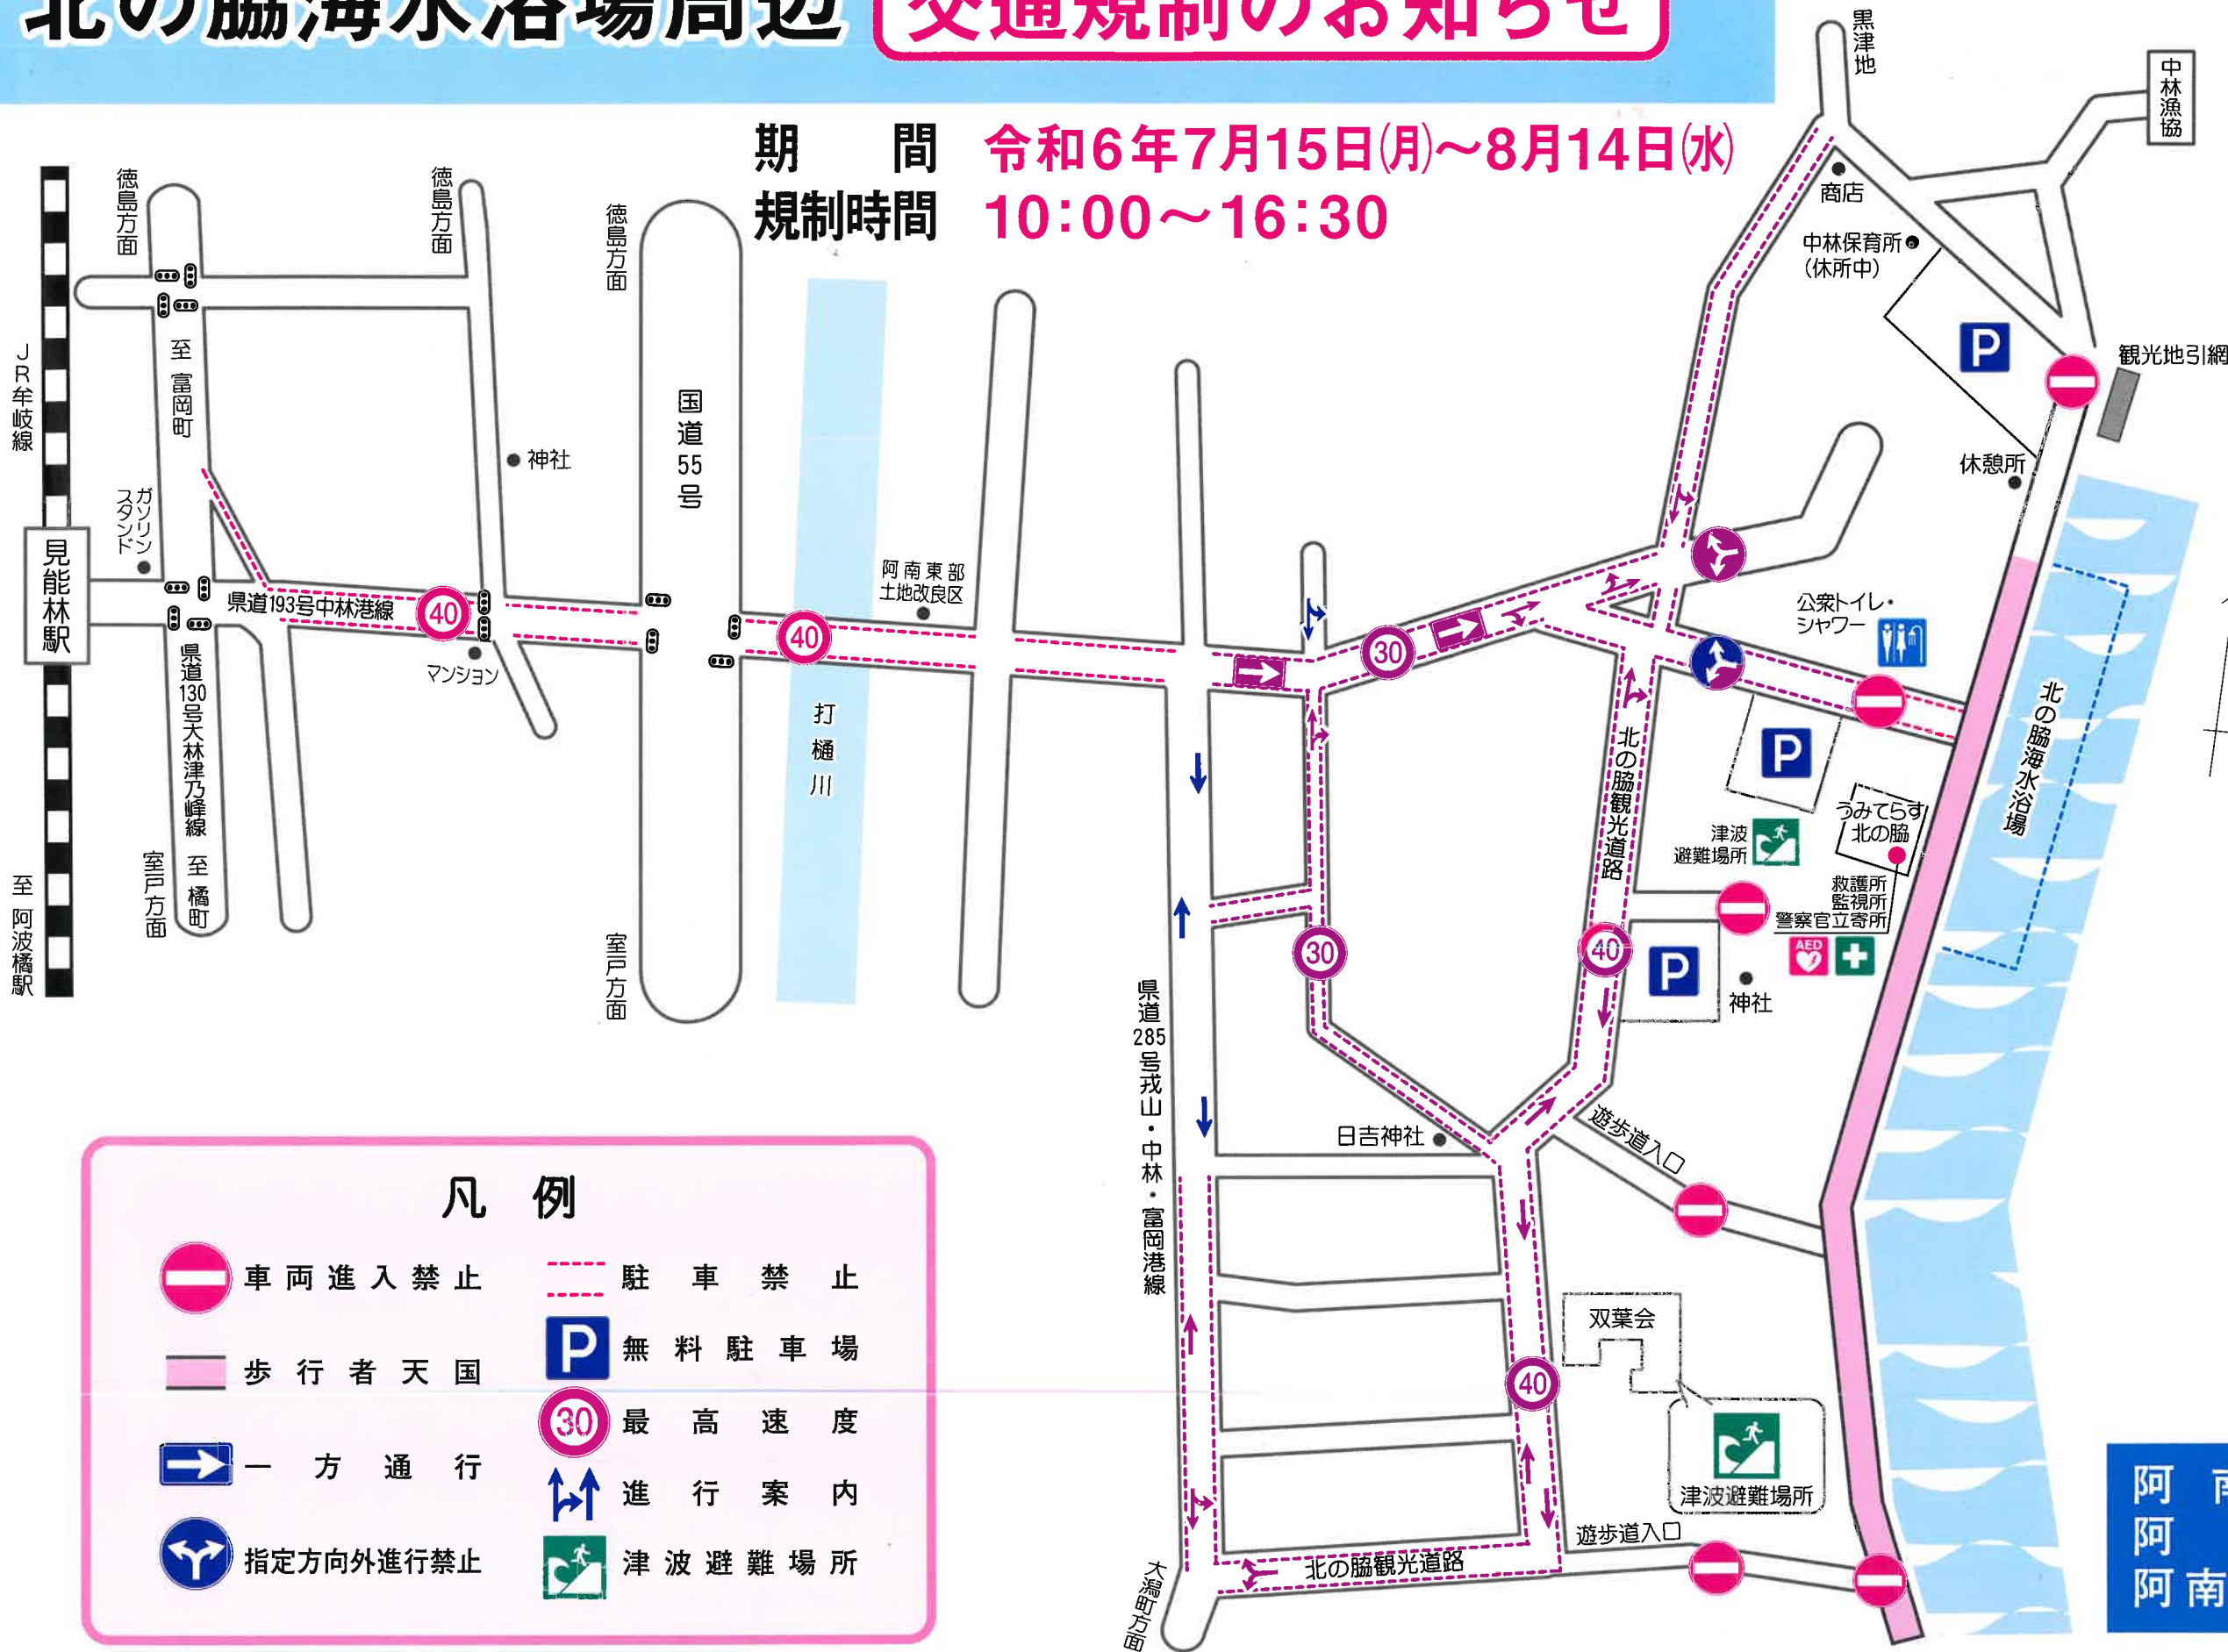 北の脇海水浴場周辺
交通規制のお知らせ
期間 令和6年7月15日(月)～8月14日(水)
規制時間 10:00～16:30
黒津地
中林漁協
商店
中林保育所
(休所中)
P
観光地引網
休憩所
徳島方面
徳島方面
徳島方面
JR牟岐線
至 富岡町
ガソリン
スタンド
見能林駅
神社
国道55号
県道193号中林港線
40
マンション
県道130号大林津乃峰線
至 橘町
室戸方面
室戸方面
至 阿波橘駅
40
打樋川
阿南東部
土地改良区
30
公衆トイレ・
シャワー
P
北の脇海水浴場
うみてらす
北の脇
津波
避難場所
救護所
監視所
警察官立寄所
AED
北の脇観光道路
40
P
神社
30
県道285号戎山・中林・富岡港線
日吉神社
遊歩道入口
双葉会
40
津波避難場所
遊歩道入口
北の脇観光道路
大潟町方面
凡例
車両進入禁止
歩行者天国
一方通行
指定方向外進行禁止
駐車禁止
P 無料駐車場
30 最高速度
進行案内
津波避難場所
阿
阿
阿南